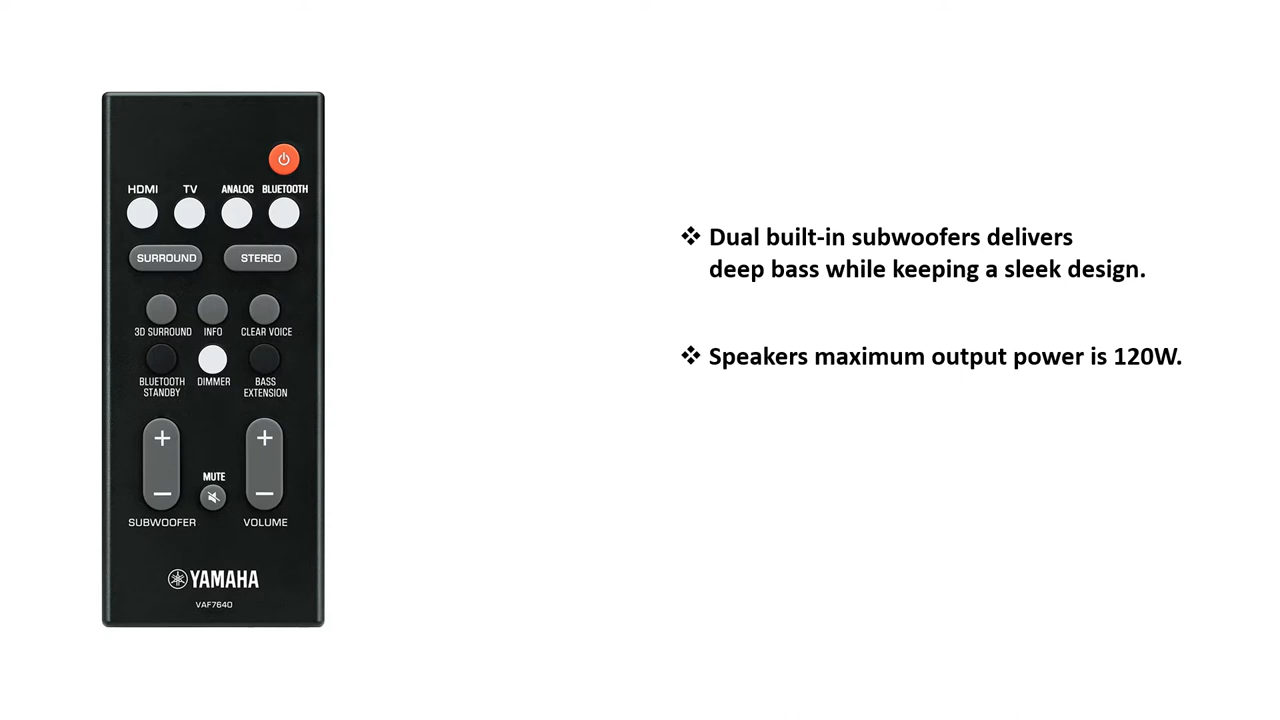 HDMI TV ANALOG BLUETOOTH
SURROUND STEREO
3D SURROUND INFO CLEAR VOICE
BLUETOOTH STANDBY DIMMER BASS EXTENSION
+ +
MUTE
− −
SUBWOOFER VOLUME
YAMAHA
VAF7640
❖ Dual built-in subwoofers delivers
deep bass while keeping a sleek design.
❖ Speakers maximum output power is 120W.